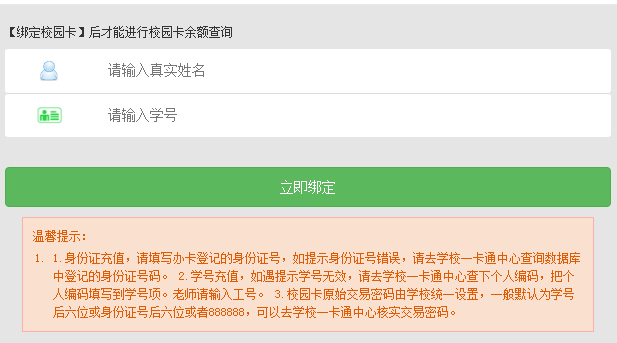 【绑定校园卡】后才能进行校园卡余额查询
请输入真实姓名
请输入学号
立即绑定
温馨提示：
1. 1.身份证充值，请填写办卡登记的身份证号，如提示身份证号错误，请去学校一卡通中心查询数据库
中登记的身份证号码。 2.学号充值，如遇提示学号无效，请去学校一卡通中心查下个人编码，把个
人编码填写到学号项。老师请输入工号。 3.校园卡原始交易密码由学校统一设置，一般默认为学号
后六位或身份证号后六位或者888888，可以去学校一卡通中心核实交易密码。